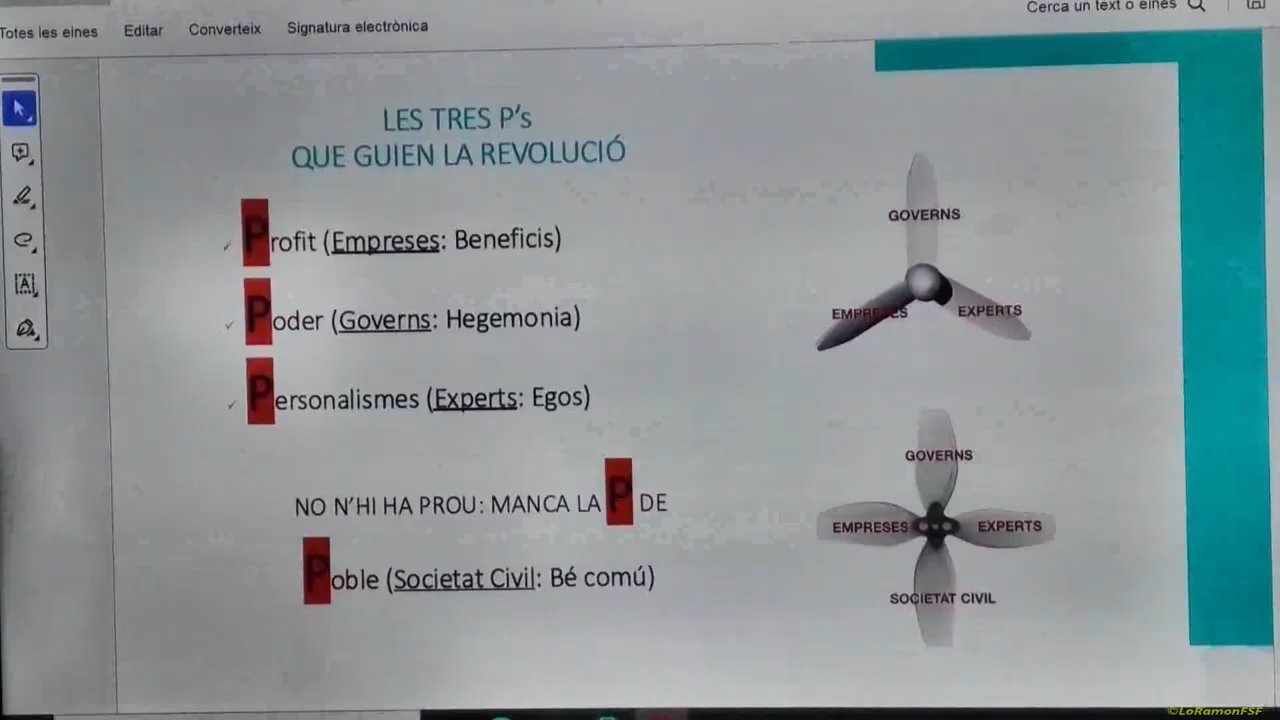 Cerca un text o eines
Totes les eines
Editar
Converteix
Signatura electrònica
LES TRES P's
QUE GUIEN LA REVOLUCIÓ
Profit (Empreses: Beneficis)
Poder (Governs: Hegemonia)
Personalismes (Experts: Egos)
NO N'HI HA PROU: MANCA LA P DE
Poble (Societat Civil: Bé comú)
GOVERNS
EMPRESES
EXPERTS
GOVERNS
EMPRESES
EXPERTS
SOCIETAT CIVIL
©LoRamonFSF